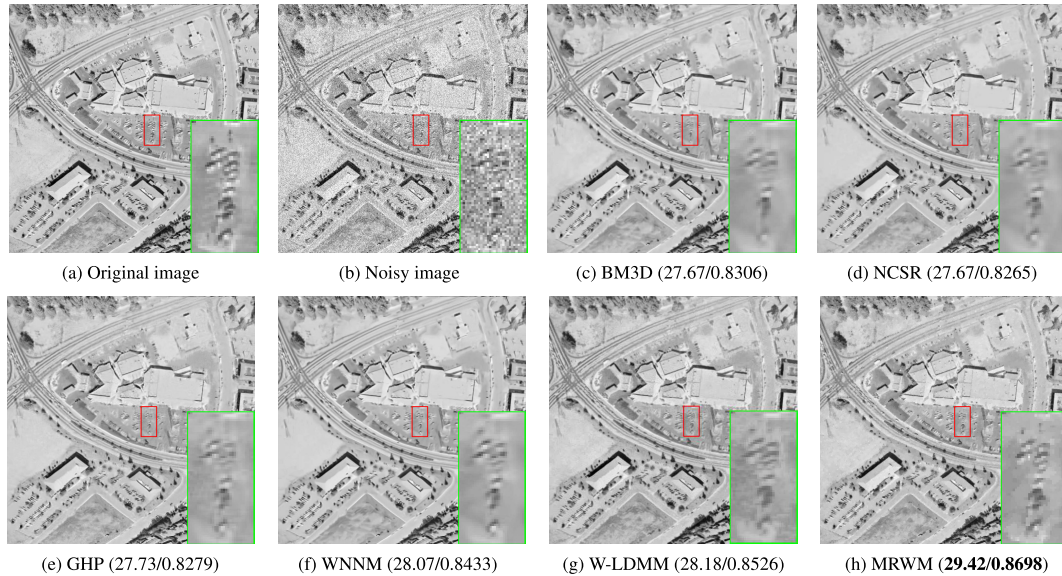 (a) Original image
(b) Noisy image
(c) BM3D (27.67/0.8306)
(d) NCSR (27.67/0.8265)
(e) GHP (27.73/0.8279)
(f) WNNM (28.07/0.8433)
(g) W-LDMM (28.18/0.8526)
(h) MRWM (29.42/0.8698)